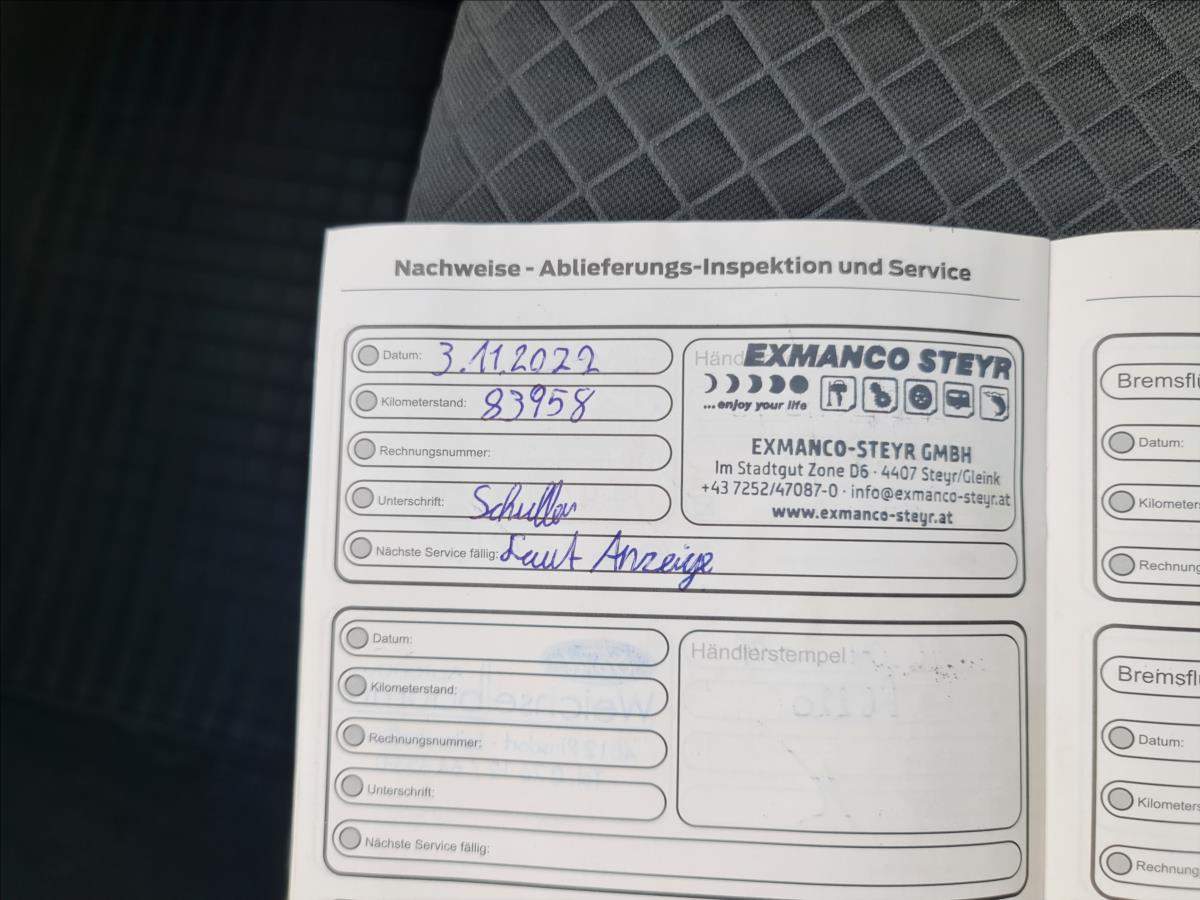 Nachweise - Ablieferungs-Inspektion und Service
Datum: 3.11.2022
Kilometerstand: 83958
Rechnungsnummer:
Unterschrift:
Nächste Service fällig: Laut Anzeige
Händ
EXMANCO STEYR
...enjoy your life
EXMANCO-STEYR GMBH
Im Stadtgut Zone D6 · 4407 Steyr/Gleink
+43 7252/47087-0 · info@exmanco-steyr.at
www.exmanco-steyr.at
Datum:
Kilometerstand:
Rechnungsnummer:
Unterschrift:
Nächste Service fällig:
Händlerstempel:
Bremsflü
Datum:
Kilometers
Rechnung
Bremsflü
Datum:
Kilometers
Rechnung